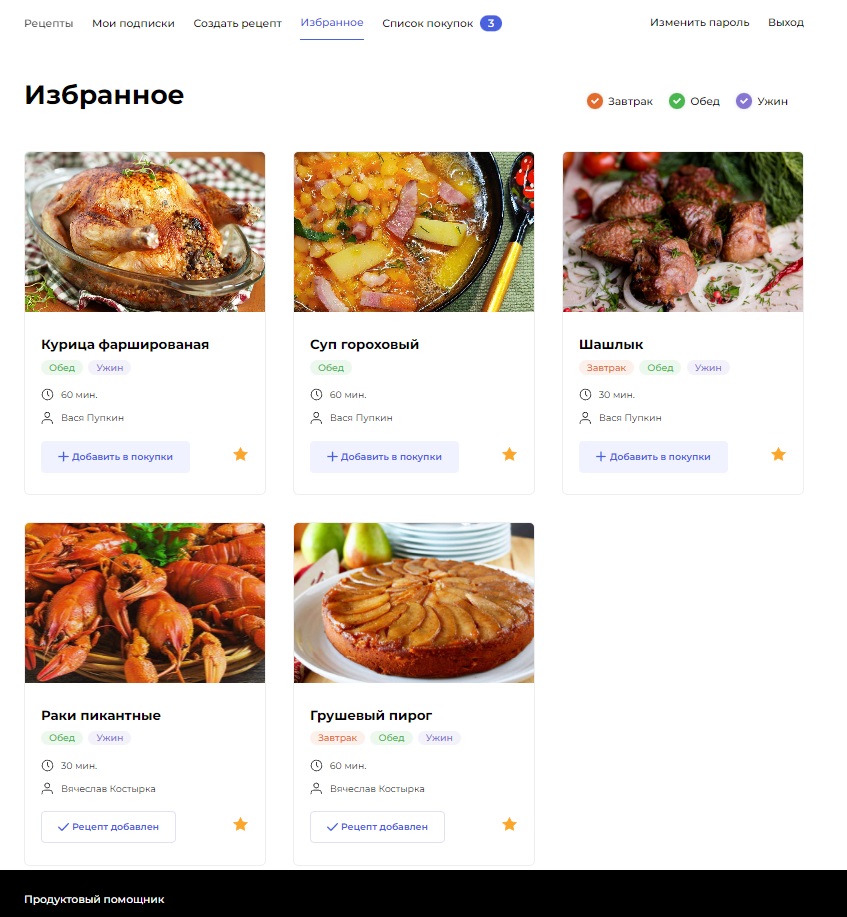 Рецепты Мои подписки Создать рецепт Избранное Список покупок 3 Изменить пароль Выход
Избранное
Завтрак Обед Ужин
Курица фаршированая
Обед Ужин
60 мин.
Вася Пупкин
Добавить в покупки
Суп гороховый
Обед
60 мин.
Вася Пупкин
Добавить в покупки
Шашлык
Завтрак Обед Ужин
30 мин.
Вася Пупкин
Добавить в покупки
Раки пикантные
Обед Ужин
30 мин.
Вячеслав Костырка
Рецепт добавлен
Грушевый пирог
Завтрак Обед Ужин
60 мин.
Вячеслав Костырка
Рецепт добавлен
Продуктовый помощник